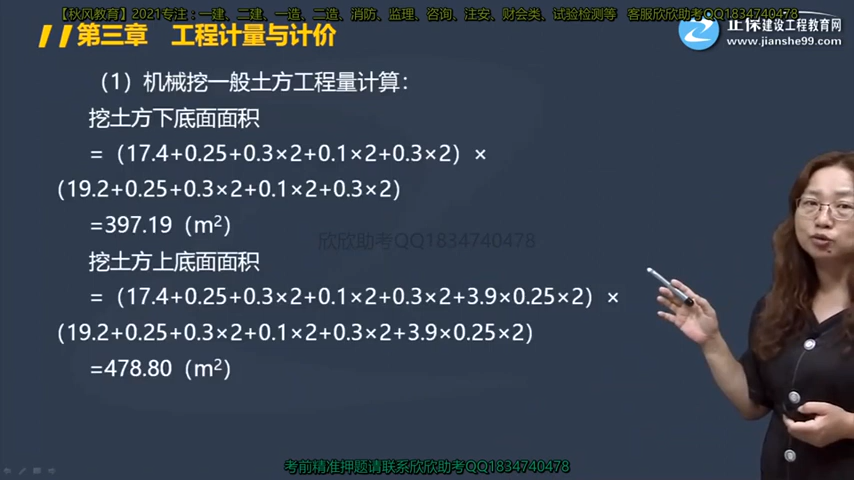 【秋风教育】2021专注：一建、二建、一造、二造、消防、监理、咨询、注安、财会类、试验检测等 客服欣欣助考QQ1834740478
第三章 工程计量与计价
正保建设工程教育网
www.jianshe99.com
（1）机械挖一般土方工程量计算：
挖土方下底面面积
=（17.4+0.25+0.3×2+0.1×2+0.3×2）×
（19.2+0.25+0.3×2+0.1×2+0.3×2）
=397.19（m²）
欣欣助考QQ1834740478
挖土方上底面面积
=（17.4+0.25+0.3×2+0.1×2+0.3×2+3.9×0.25×2）×
（19.2+0.25+0.3×2+0.1×2+0.3×2+3.9×0.25×2）
=478.80（m²）
考前精准押题请联系欣欣助考QQ1834740478